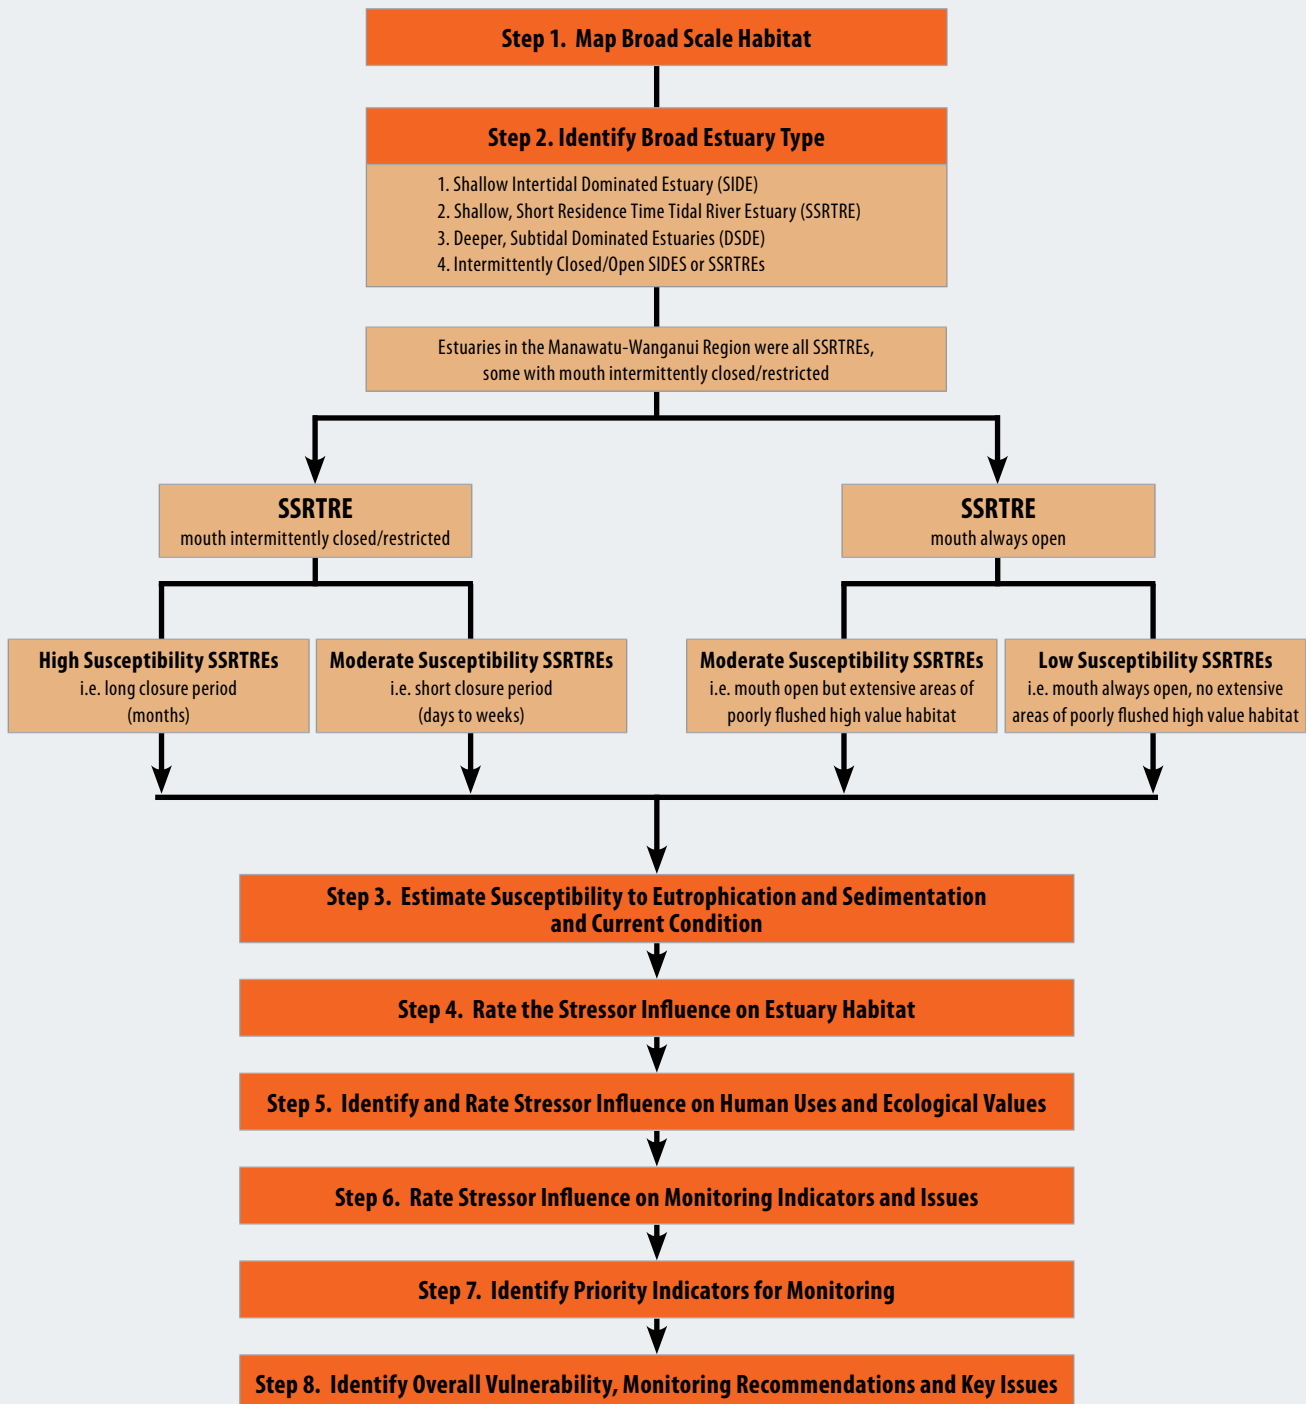 Step 1. Map Broad Scale Habitat
Step 2. Identify Broad Estuary Type
1. Shallow Intertidal Dominated Estuary (SIDE)
2. Shallow, Short Residence Time Tidal River Estuary (SSRTRE)
3. Deeper, Subtidal Dominated Estuaries (DSDE)
4. Intermittently Closed/Open SIDES or SSRTREs
Estuaries in the Manawatu-Wanganui Region were all SSRTREs,
some with mouth intermittently closed/restricted
SSRTRE
mouth intermittently closed/restricted
SSRTRE
mouth always open
High Susceptibility SSRTREs
i.e. long closure period
(months)
Moderate Susceptibility SSRTREs
i.e. short closure period
(days to weeks)
Moderate Susceptibility SSRTREs
i.e. mouth open but extensive areas of
poorly flushed high value habitat
Low Susceptibility SSRTREs
i.e. mouth always open, no extensive
areas of poorly flushed high value habitat
Step 3. Estimate Susceptibility to Eutrophication and Sedimentation
and Current Condition
Step 4. Rate the Stressor Influence on Estuary Habitat
Step 5. Identify and Rate Stressor Influence on Human Uses and Ecological Values
Step 6. Rate Stressor Influence on Monitoring Indicators and Issues
Step 7. Identify Priority Indicators for Monitoring
Step 8. Identify Overall Vulnerability, Monitoring Recommendations and Key Issues